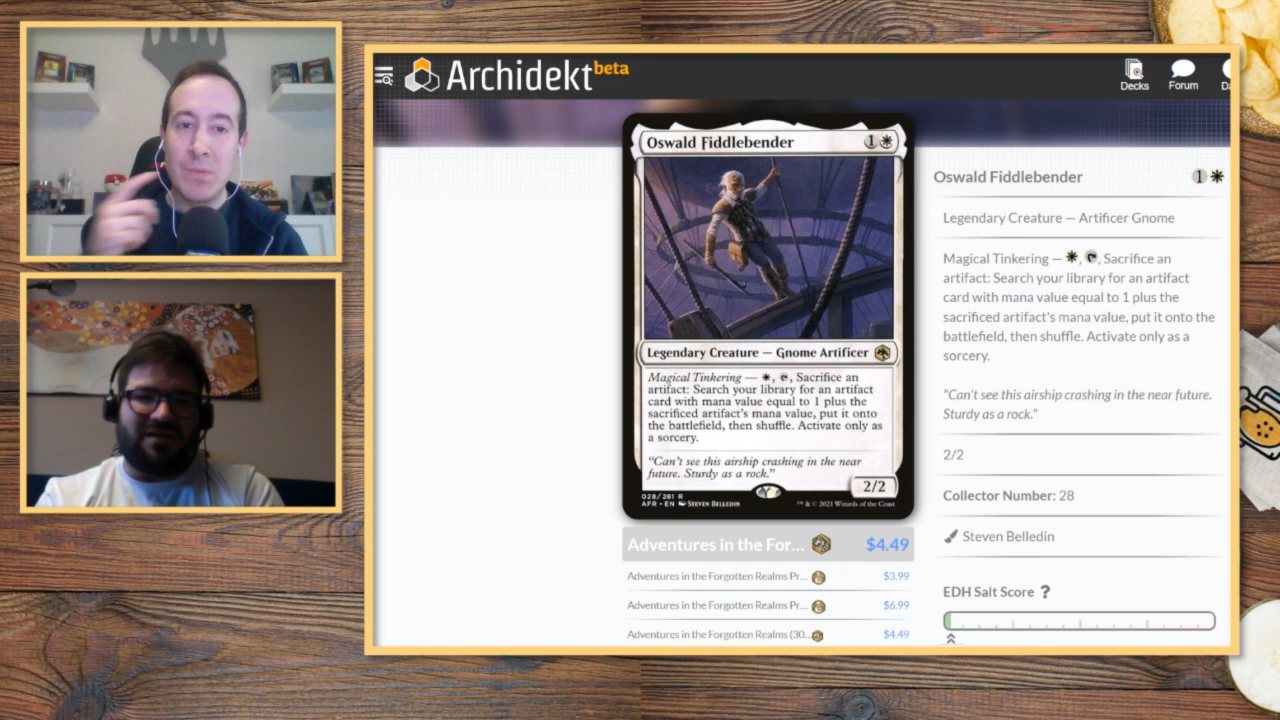 Archidekt beta
Decks
Forum
Oswald Fiddlebender
1
Legendary Creature — Gnome Artificer
Magical Tinkering — , , Sacrifice an
artifact: Search your library for an artifact
card with mana value equal to 1 plus the
sacrificed artifact's mana value, put it onto
the battlefield, then shuffle. Activate only as
a sorcery.
"Can't see this airship crashing in the near
future. Sturdy as a rock."
2/2
028/281 R
AFR • EN STEVEN BELLEDIN
™ & © 2021 Wizards of the Coast
Adventures in the For... $4.49
Adventures in the Forgotten Realms Pr... $3.99
Adventures in the Forgotten Realms Pr... $6.99
Adventures in the Forgotten Realms (30... $4.49
Oswald Fiddlebender 1
Legendary Creature — Artificer Gnome
Magical Tinkering — , , Sacrifice an
artifact: Search your library for an artifact
card with mana value equal to 1 plus the
sacrificed artifact's mana value, put it onto the
battlefield, then shuffle. Activate only as a
sorcery.
"Can't see this airship crashing in the near future.
Sturdy as a rock."
2/2
Collector Number: 28
Steven Belledin
EDH Salt Score ?